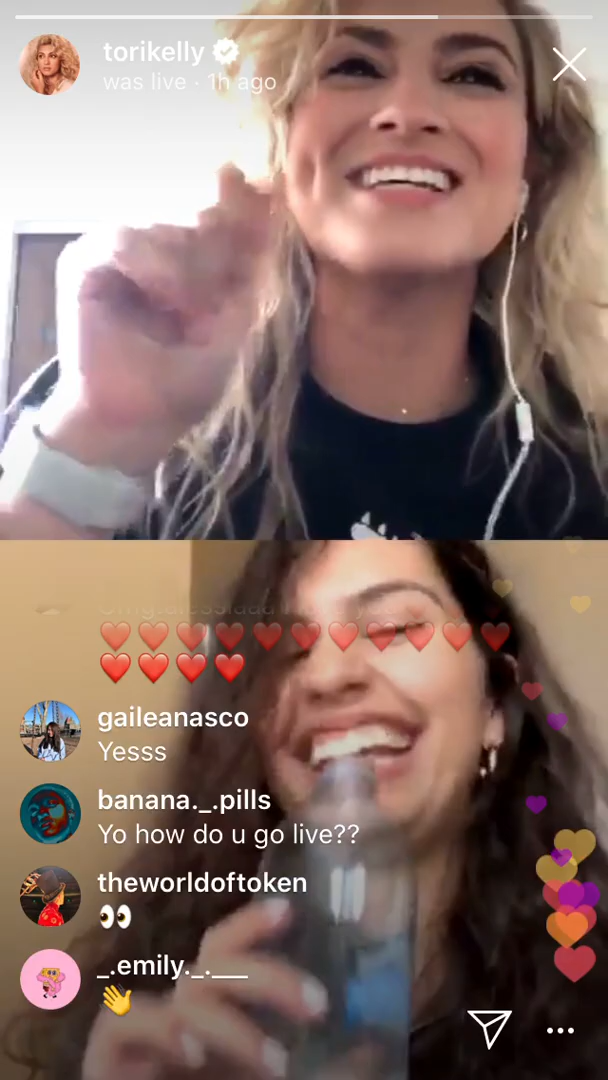 torikelly
was live · 1h ago
❤️❤️❤️❤️❤️❤️❤️❤️❤️❤️❤️
❤️❤️❤️❤️
gaileanasco
Yesss
banana._.pills
Yo how do u go live??
theworldoftoken
👀
_.emily._.___
👋